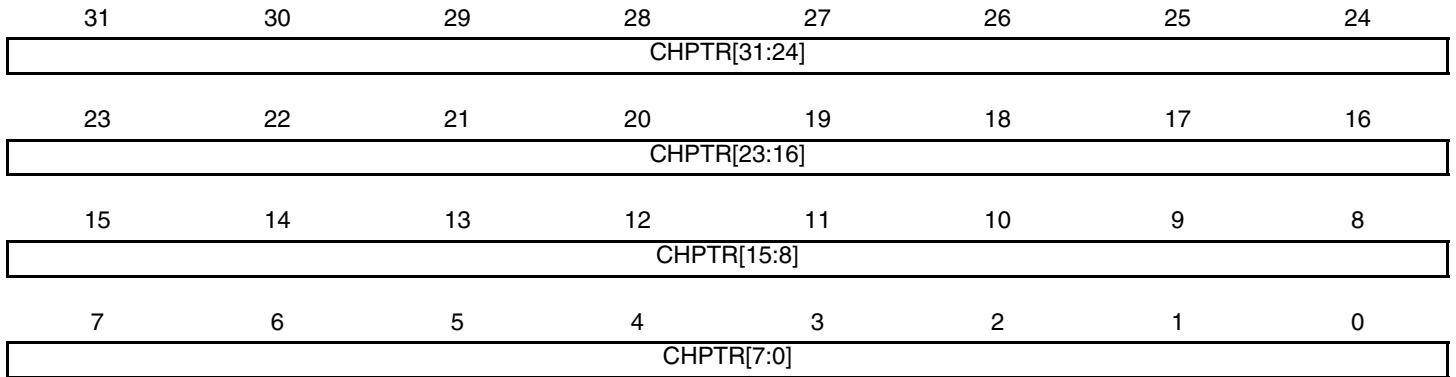 31 30 29 28 27 26 25 24
CHPTR[31:24]
23 22 21 20 19 18 17 16
CHPTR[23:16]
15 14 13 12 11 10 9 8
CHPTR[15:8]
7 6 5 4 3 2 1 0
CHPTR[7:0]